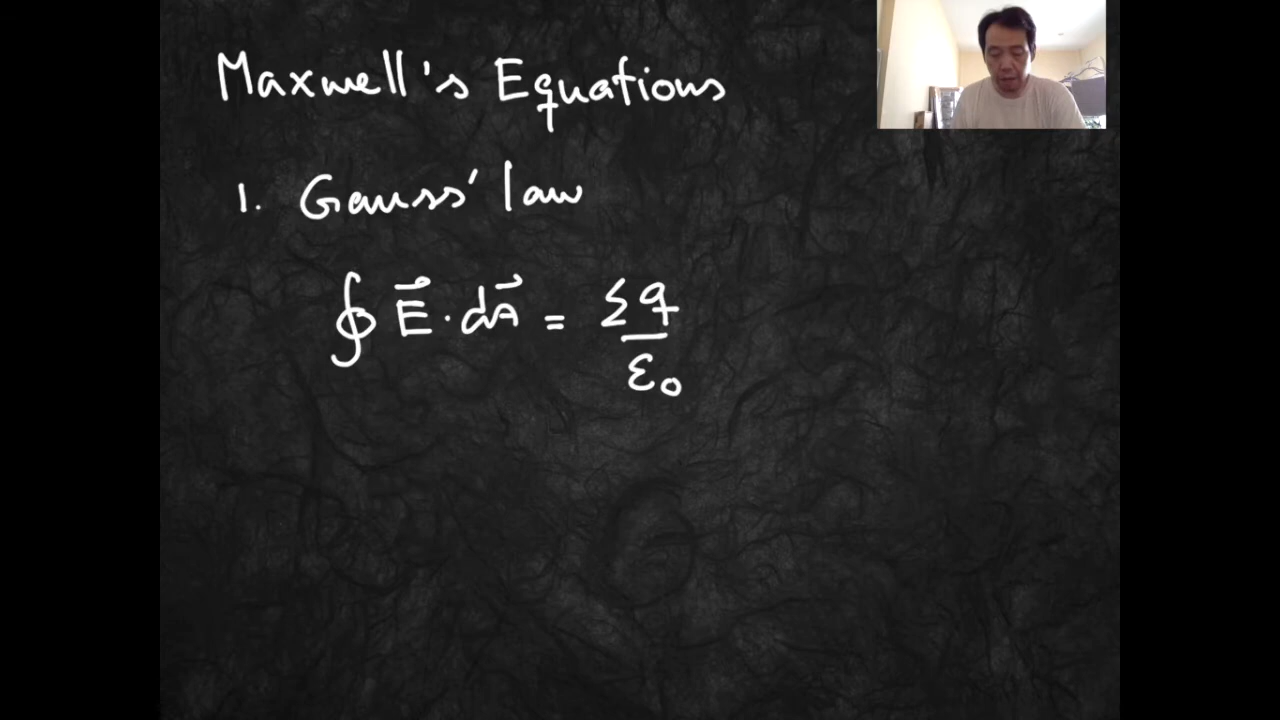 Maxwell's Equations
1. Gauss' law
∮ E⃗ · dA⃗ = Σq / ε₀